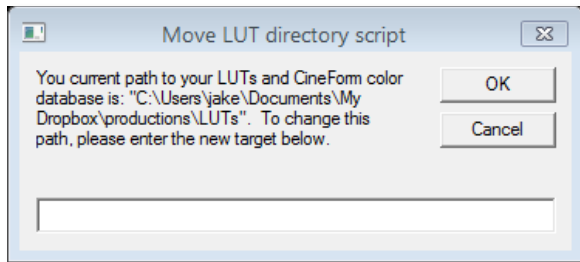 Move LUT directory script
You current path to your LUTs and CineForm color
database is: "C:\Users\jake\Documents\My
Dropbox\productions\LUTs".  To change this
path, please enter the new target below.
OK
Cancel